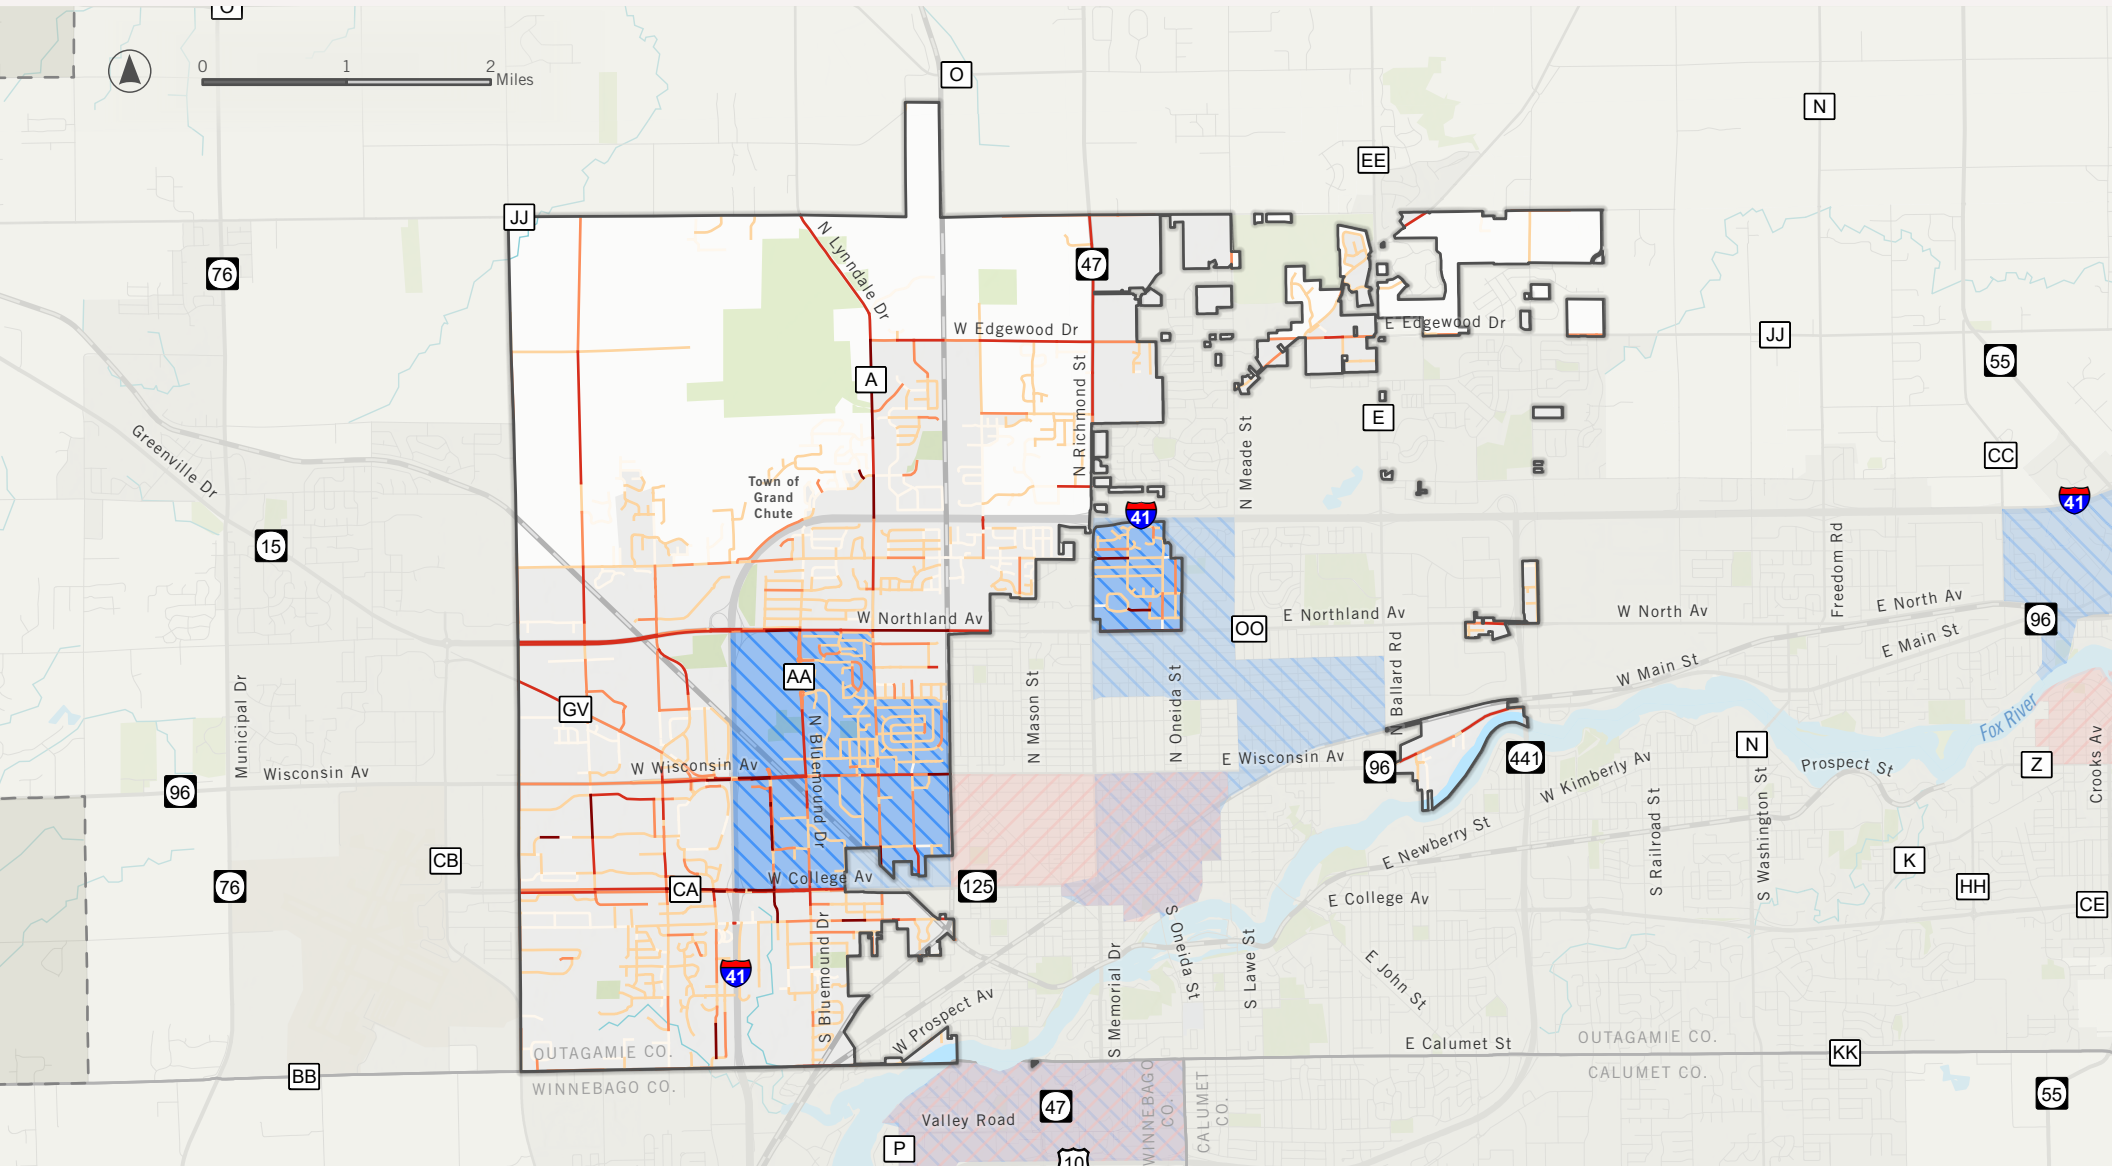 O
0 1 2
Miles
O
N
EE
JJ
N Lynndale Dr
47
76
W Edgewood Dr
E Edgewood Dr
JJ
55
A
N Richmond St
E
N Meade St
Greenville Dr
CC
Town of
Grand
Chute
41
41
15
Freedom Rd
W Northland Av
E Northland Av
W North Av
E North Av
96
OO
E Main St
AA
N Mason St
N Oneida St
N Ballard Rd
W Main St
GV
Municipal Dr
N Bluemound Dr
Fox River
Crooks Av
Wisconsin Av
W Wisconsin Av
E Wisconsin Av
96
441
N
Z
96
W Kimberly Av
Prospect St
S Railroad St
S Washington St
CB
E Newberry St
K
76
CA
W College Av
125
HH
E College Av
CE
S Bluemound Dr
S Oneida St
S Lawe St
S Memorial Dr
E John St
41
W Prospect Av
OUTAGAMIE CO.
E Calumet St
OUTAGAMIE CO.
KK
BB
WINNEBAGO CO.
CALUMET CO.
WINNEBAGO
CO.
CALUMET
CO.
47
55
Valley Road
P
10